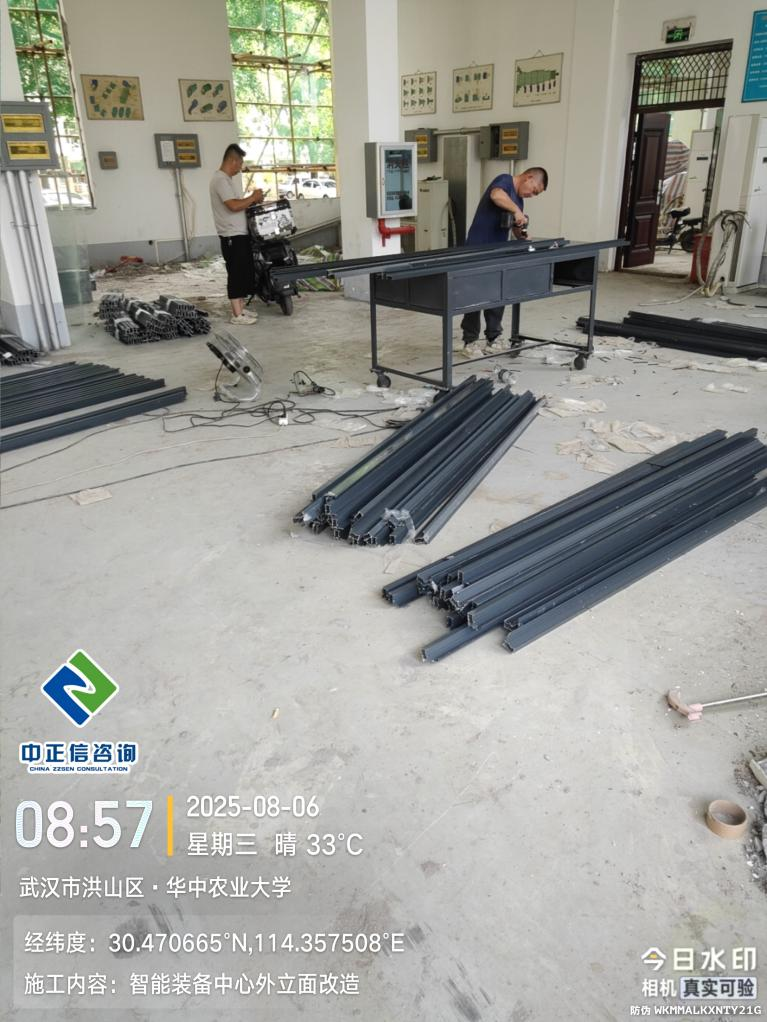 中正信咨询
CHINA ZZSEN CONSULTATION
08:57
2025-08-06
星期三 晴 33°C
武汉市洪山区·华中农业大学
经纬度：30.470665°N,114.357508°E
施工内容：智能装备中心外立面改造
今日水印
相机 真实可验
防伪 WKMMALKXNTY21G